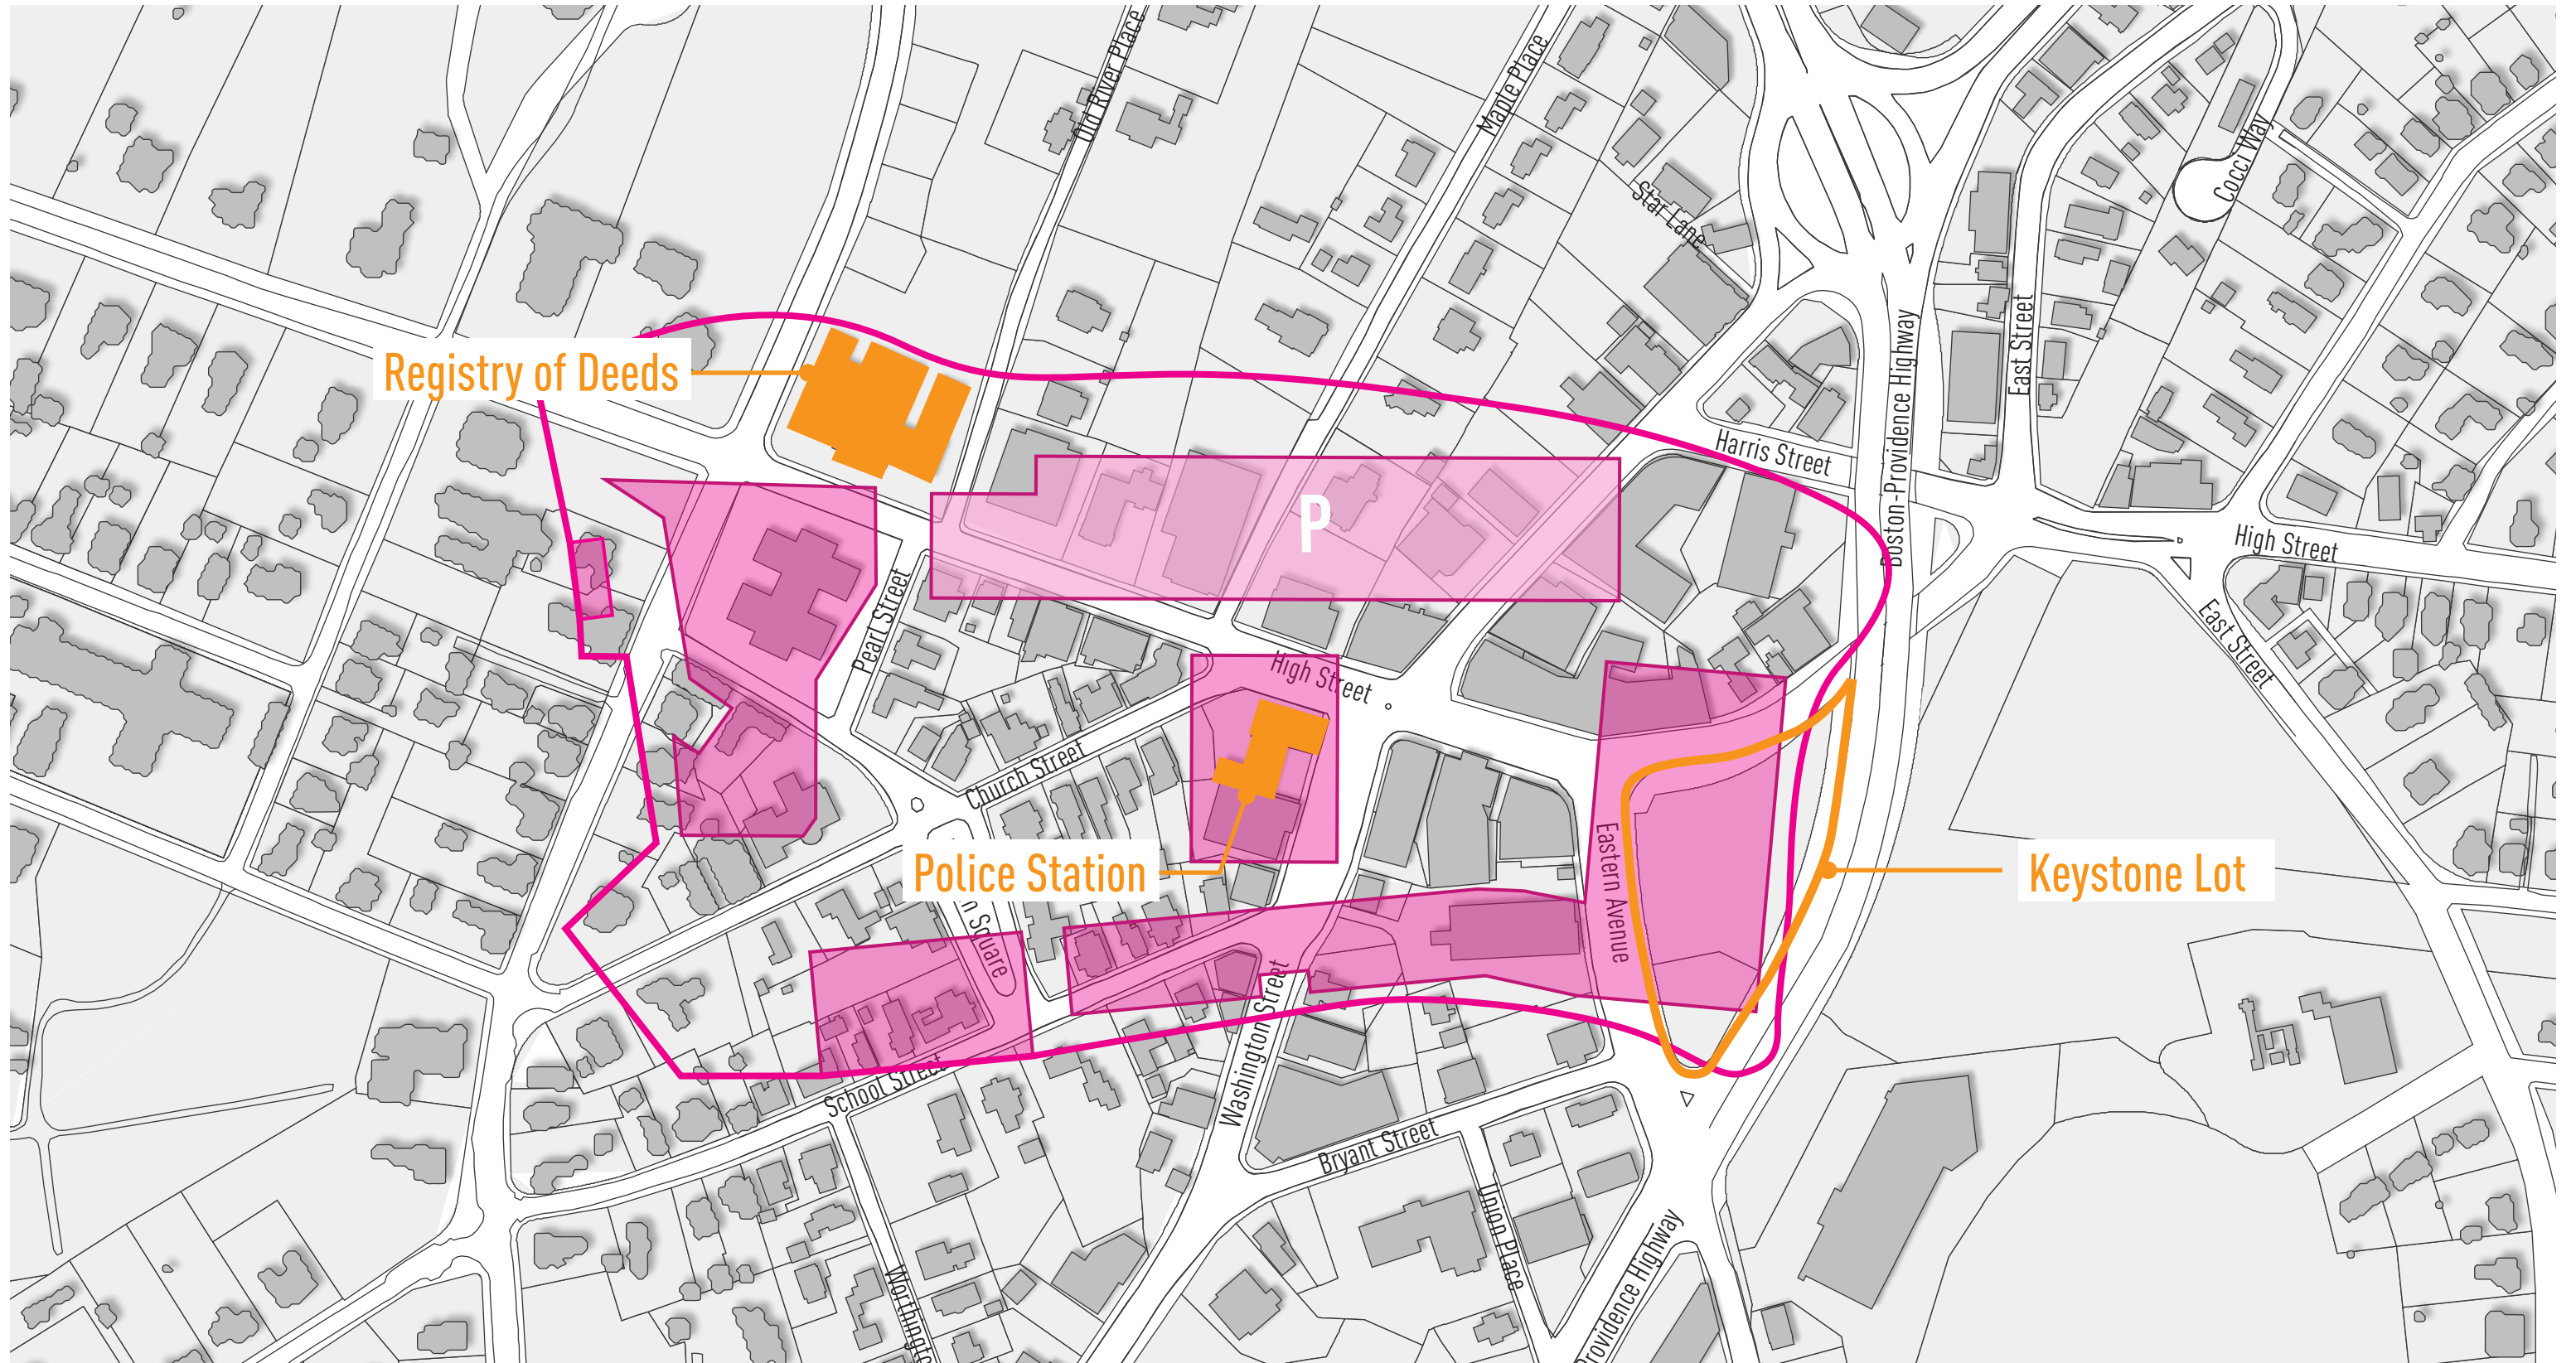 Old River Place
Maple Place
Star Lane
Cocci Way
East Street
Boston-Providence Highway
Registry of Deeds
Harris Street
P
High Street
Pearl Street
High Street
East Street
Church Street
Police Station
Keystone Lot
Eastern Avenue
Square
Washington Street
School Street
Bryant Street
Union Place
Providence Highway